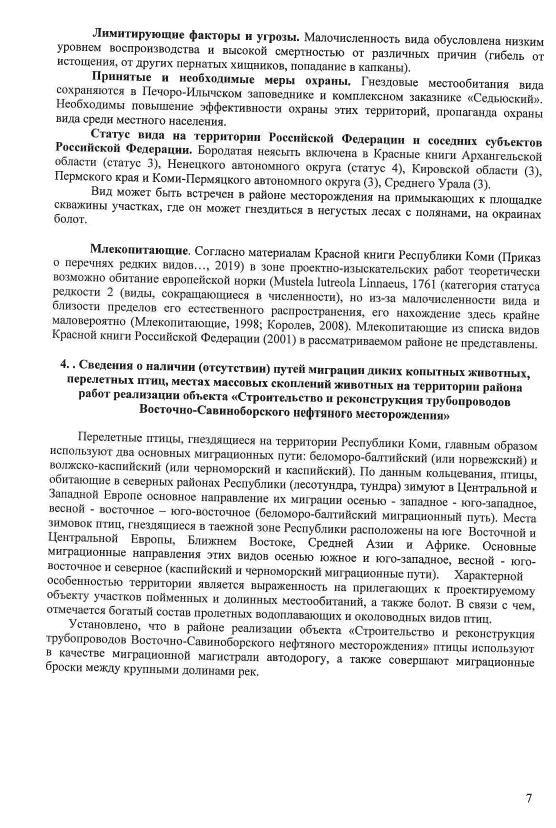 Лимитирующие факторы и угрозы. Малочисленность вида обусловлена низким
уровнем воспроизводства и высокой смертностью от различных причин (гибель от
истощения, от других пернатых хищников, попадание в капканы).
Принятые и необходимые меры охраны. Гнездовые местообитания вида
сохраняются в Печоро-Илычском заповеднике и комплексном заказнике «Седьюский».
Необходимы повышение эффективности охраны этих территорий, пропаганда охраны
вида среди местного населения.
Статус вида на территории Российской Федерации и соседних субъектов
Российской Федерации. Бородатая неясыть включена в Красные книги Архангельской
области (статус 3), Ненецкого автономного округа (статус 4), Кировской области (3),
Пермского края и Коми-Пермяцкого автономного округа (3), Среднего Урала (3).
Вид может быть встречен в районе месторождения на примыкающих к площадке
скважины участках, где он может гнездиться в негустых лесах с полянами, на окраинах
болот.
Млекопитающие. Согласно материалам Красной книги Республики Коми (Приказ
о перечнях редких видов…, 2019) в зоне проектно-изыскательских работ теоретически
возможно обитание европейской норки (Mustela lutreola Linnaeus, 1761 (категория статуса
редкости 2 (виды, сокращающиеся в численности), но из-за малочисленности вида и
близости пределов его естественного распространия, его нахождение здесь крайне
маловероятно (Млекопитающие, 1998; Королев, 2008). Млекопитающие из списка видов
Красной книги Российской Федерации (2001) в рассматриваемом районе не представлены.
4. . Сведения о наличии (отсутствии) путей миграции диких копытных животных,
перелетных птиц, местах массовых скоплений животных на территории района
работ реализации объекта «Строительство и реконструкция трубопроводов
Восточно-Савиноборского нефтяного месторождения»
Перелетные птицы, гнездящиеся на территории Республики Коми, главным образом
используют два основных миграционных пути: беломоро-балтийский (или норвежский) и
волжско-каспийский (или черноморский и каспийский). По данным кольцевания, птицы,
обитающие в северных районах Республики (лесотундра, тундра) зимуют в Центральной и
Западной Европе основное направление их миграции осенью - западное - юго-западное,
весной - восточное – юго-восточное (беломоро-балтийский миграционный путь). Места
зимовок птиц, гнездящиеся в таежной зоне Республики расположены на юге Восточной и
Центральной Европы, Ближнем Востоке, Средней Азии и Африке. Основные
миграционные направления этих видов осенью южное и юго-западное, весной - юго-
восточное и северное (каспийский и черноморский миграционные пути). Характерной
особенностью территории является выраженность на прилегающих к проектируемому
объекту участков пойменных и долинных местообитаний, а также болот. В связи с чем,
отмечается богатый состав пролетных водоплавающих и околоводных видов птиц.
Установлено, что в районе реализации объекта «Строительство и реконструкция
трубопроводов Восточно-Савиноборского нефтяного месторождения» птицы используют
в качестве миграционной магистрали автодорогу, а также совершают миграционные
броски между крупными долинами рек.
7